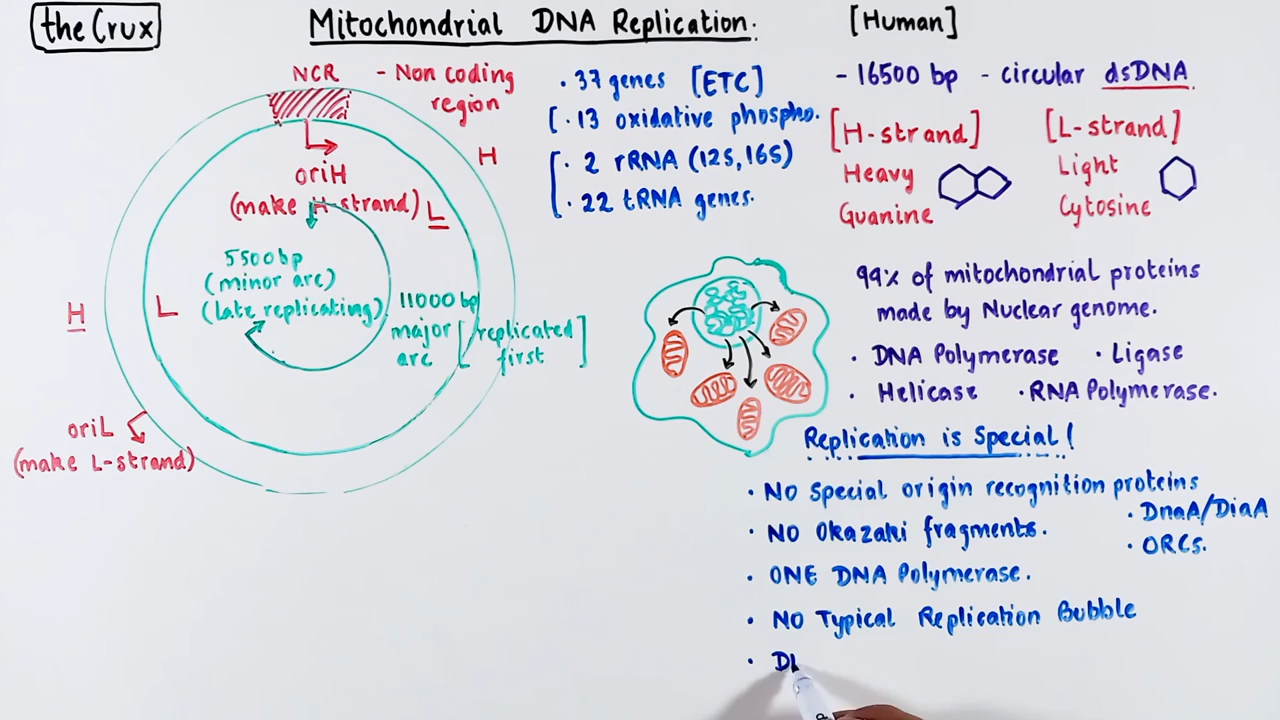 the Crux
Mitochondrial DNA Replication.
[Human]
NCR
- Non coding
region
H
oriH
(make H-strand)
L
5500bp
(minor arc)
(late replicating)
L
H
11000 bp
major
arc
[replicated
first]
oriL
(make L-strand)
· 37 genes [ETC]
[· 13 oxidative phospho.
[· 2 rRNA (12S,16S)
· 22 tRNA genes.
- 16500 bp - circular dsDNA
[H-strand]
Heavy
Guanine
[L-strand]
Light
Cytosine
99% of mitochondrial proteins
made by Nuclear genome.
· DNA Polymerase · Ligase
· Helicase · RNA Polymerase.
Replication is Special!
· NO Special origin recognition proteins
· DnaA/DiaA
· ORCs.
· NO Okazaki fragments.
· ONE DNA Polymerase.
· NO Typical Replication Bubble